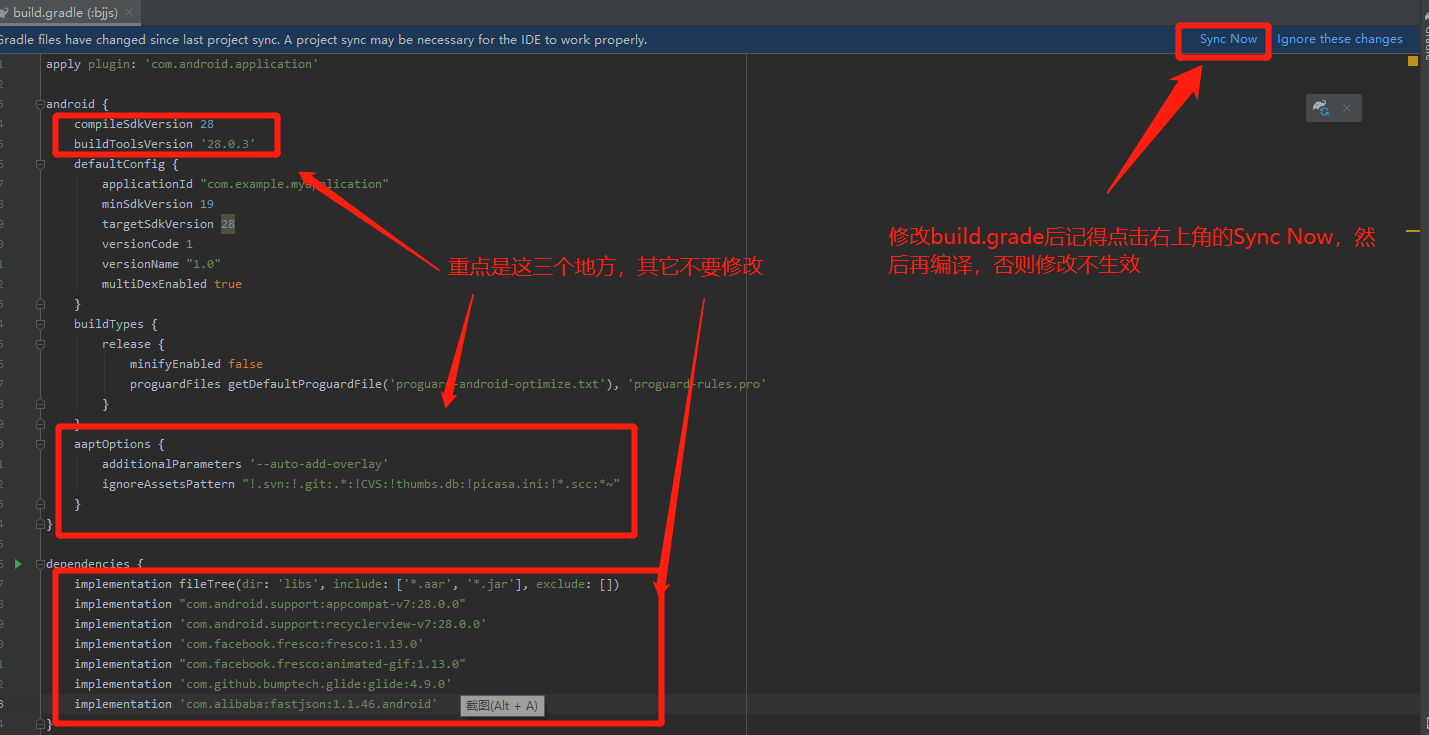 build.gradle (:bjjs)
Gradle files have changed since last project sync. A project sync may be necessary for the IDE to work properly.
Sync Now
Ignore these changes
apply plugin: 'com.android.application'
android {
compileSdkVersion 28
buildToolsVersion '28.0.3'
defaultConfig {
applicationId "com.example.myapplication"
minSdkVersion 19
targetSdkVersion 28
versionCode 1
versionName "1.0"
multiDexEnabled true
}
buildTypes {
release {
minifyEnabled false
proguardFiles getDefaultProguardFile('proguard-android-optimize.txt'), 'proguard-rules.pro'
}
}
aaptOptions {
additionalParameters '--auto-add-overlay'
ignoreAssetsPattern "!.svn:!.git:.*:!CVS:!thumbs.db:!picasa.ini:!*.scc:*~"
}
}
dependencies {
implementation fileTree(dir: 'libs', include: ['*.aar', '*.jar'], exclude: [])
implementation "com.android.support:appcompat-v7:28.0.0"
implementation 'com.android.support:recyclerview-v7:28.0.0'
implementation 'com.facebook.fresco:fresco:1.13.0'
implementation "com.facebook.fresco:animated-gif:1.13.0"
implementation 'com.github.bumptech.glide:glide:4.9.0'
implementation 'com.alibaba:fastjson:1.1.46.android'
}
截图(Alt + A)
重点是这三个地方，其它不要修改
修改build.grade后记得点击右上角的Sync Now，然
后再编译，否则修改不生效